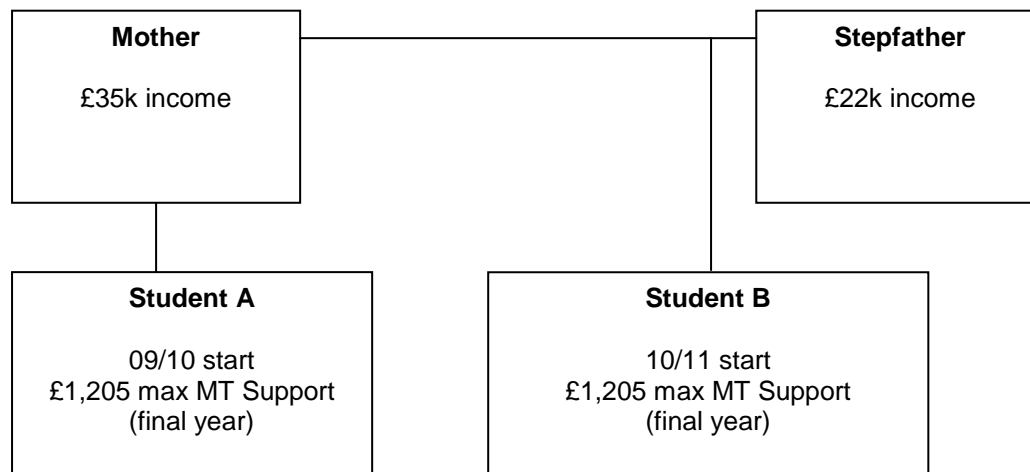 Mother
£35k income
Stepfather
£22k income
Student A
09/10 start
£1,205 max MT Support
(final year)
Student B
10/11 start
£1,205 max MT Support
(final year)